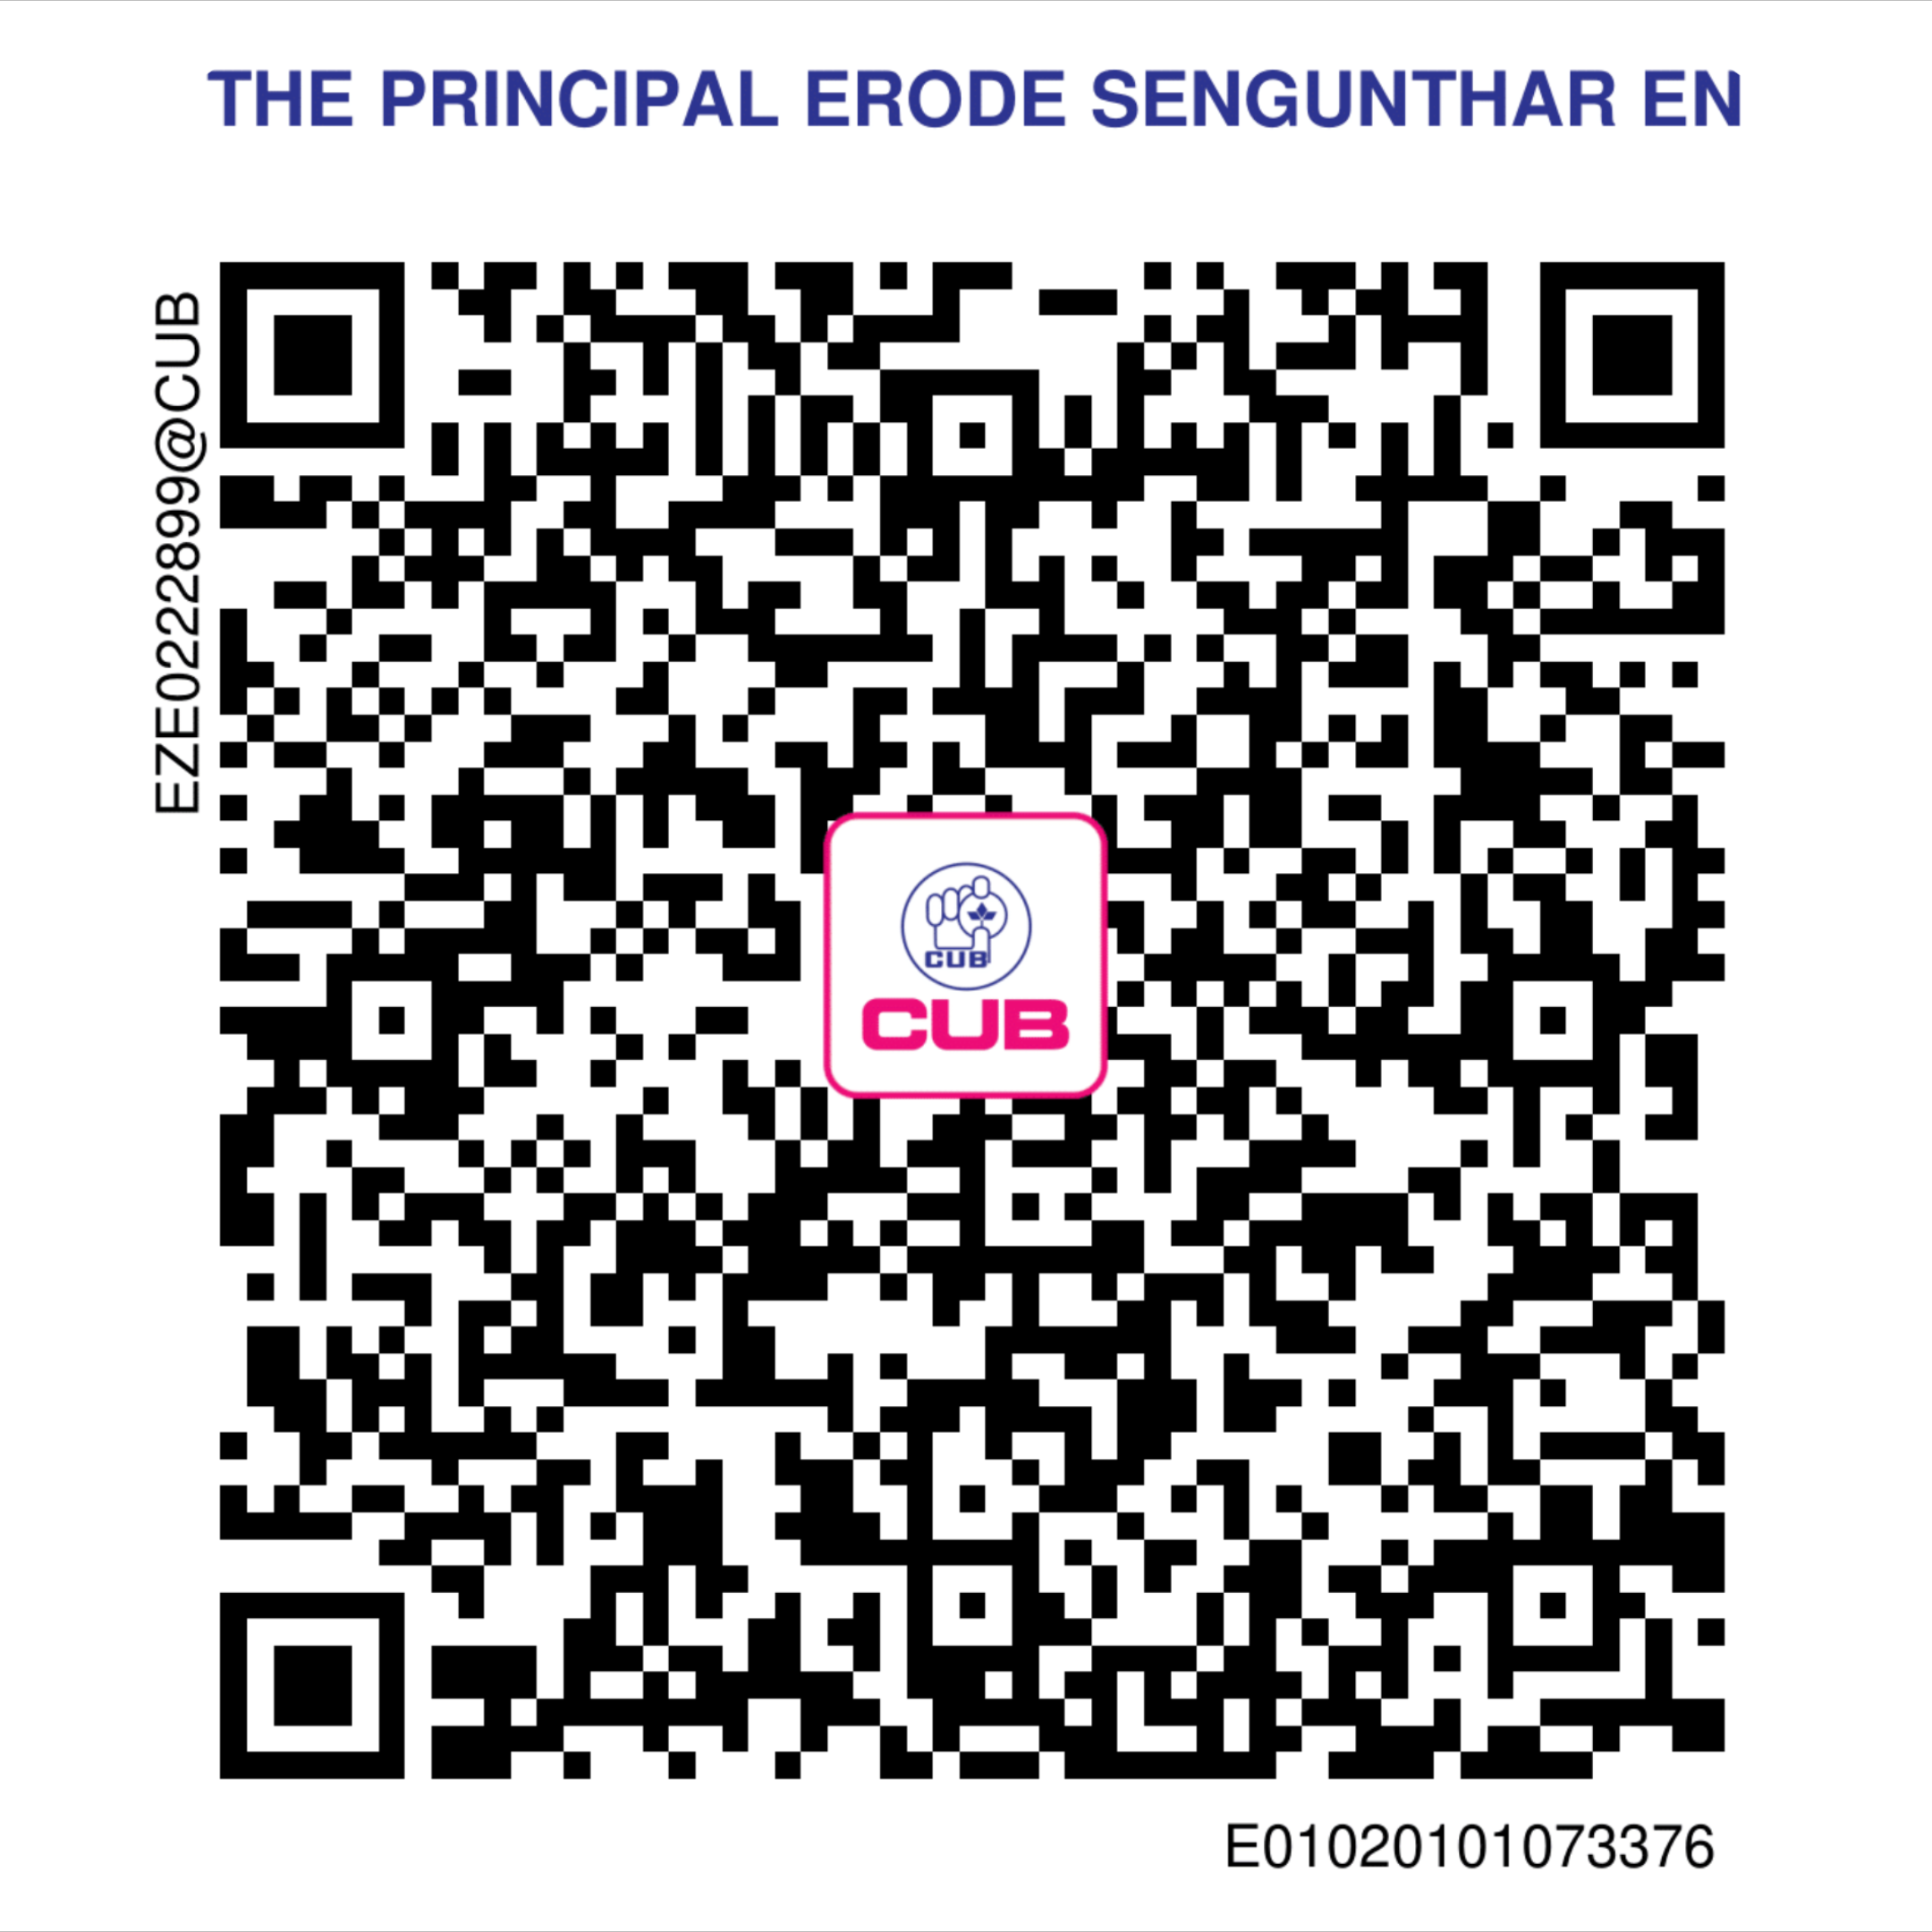 THE PRINCIPAL ERODE SENGUNTHAR EN
EZE0222899@CUB
CUB
CUB
E01020101073376